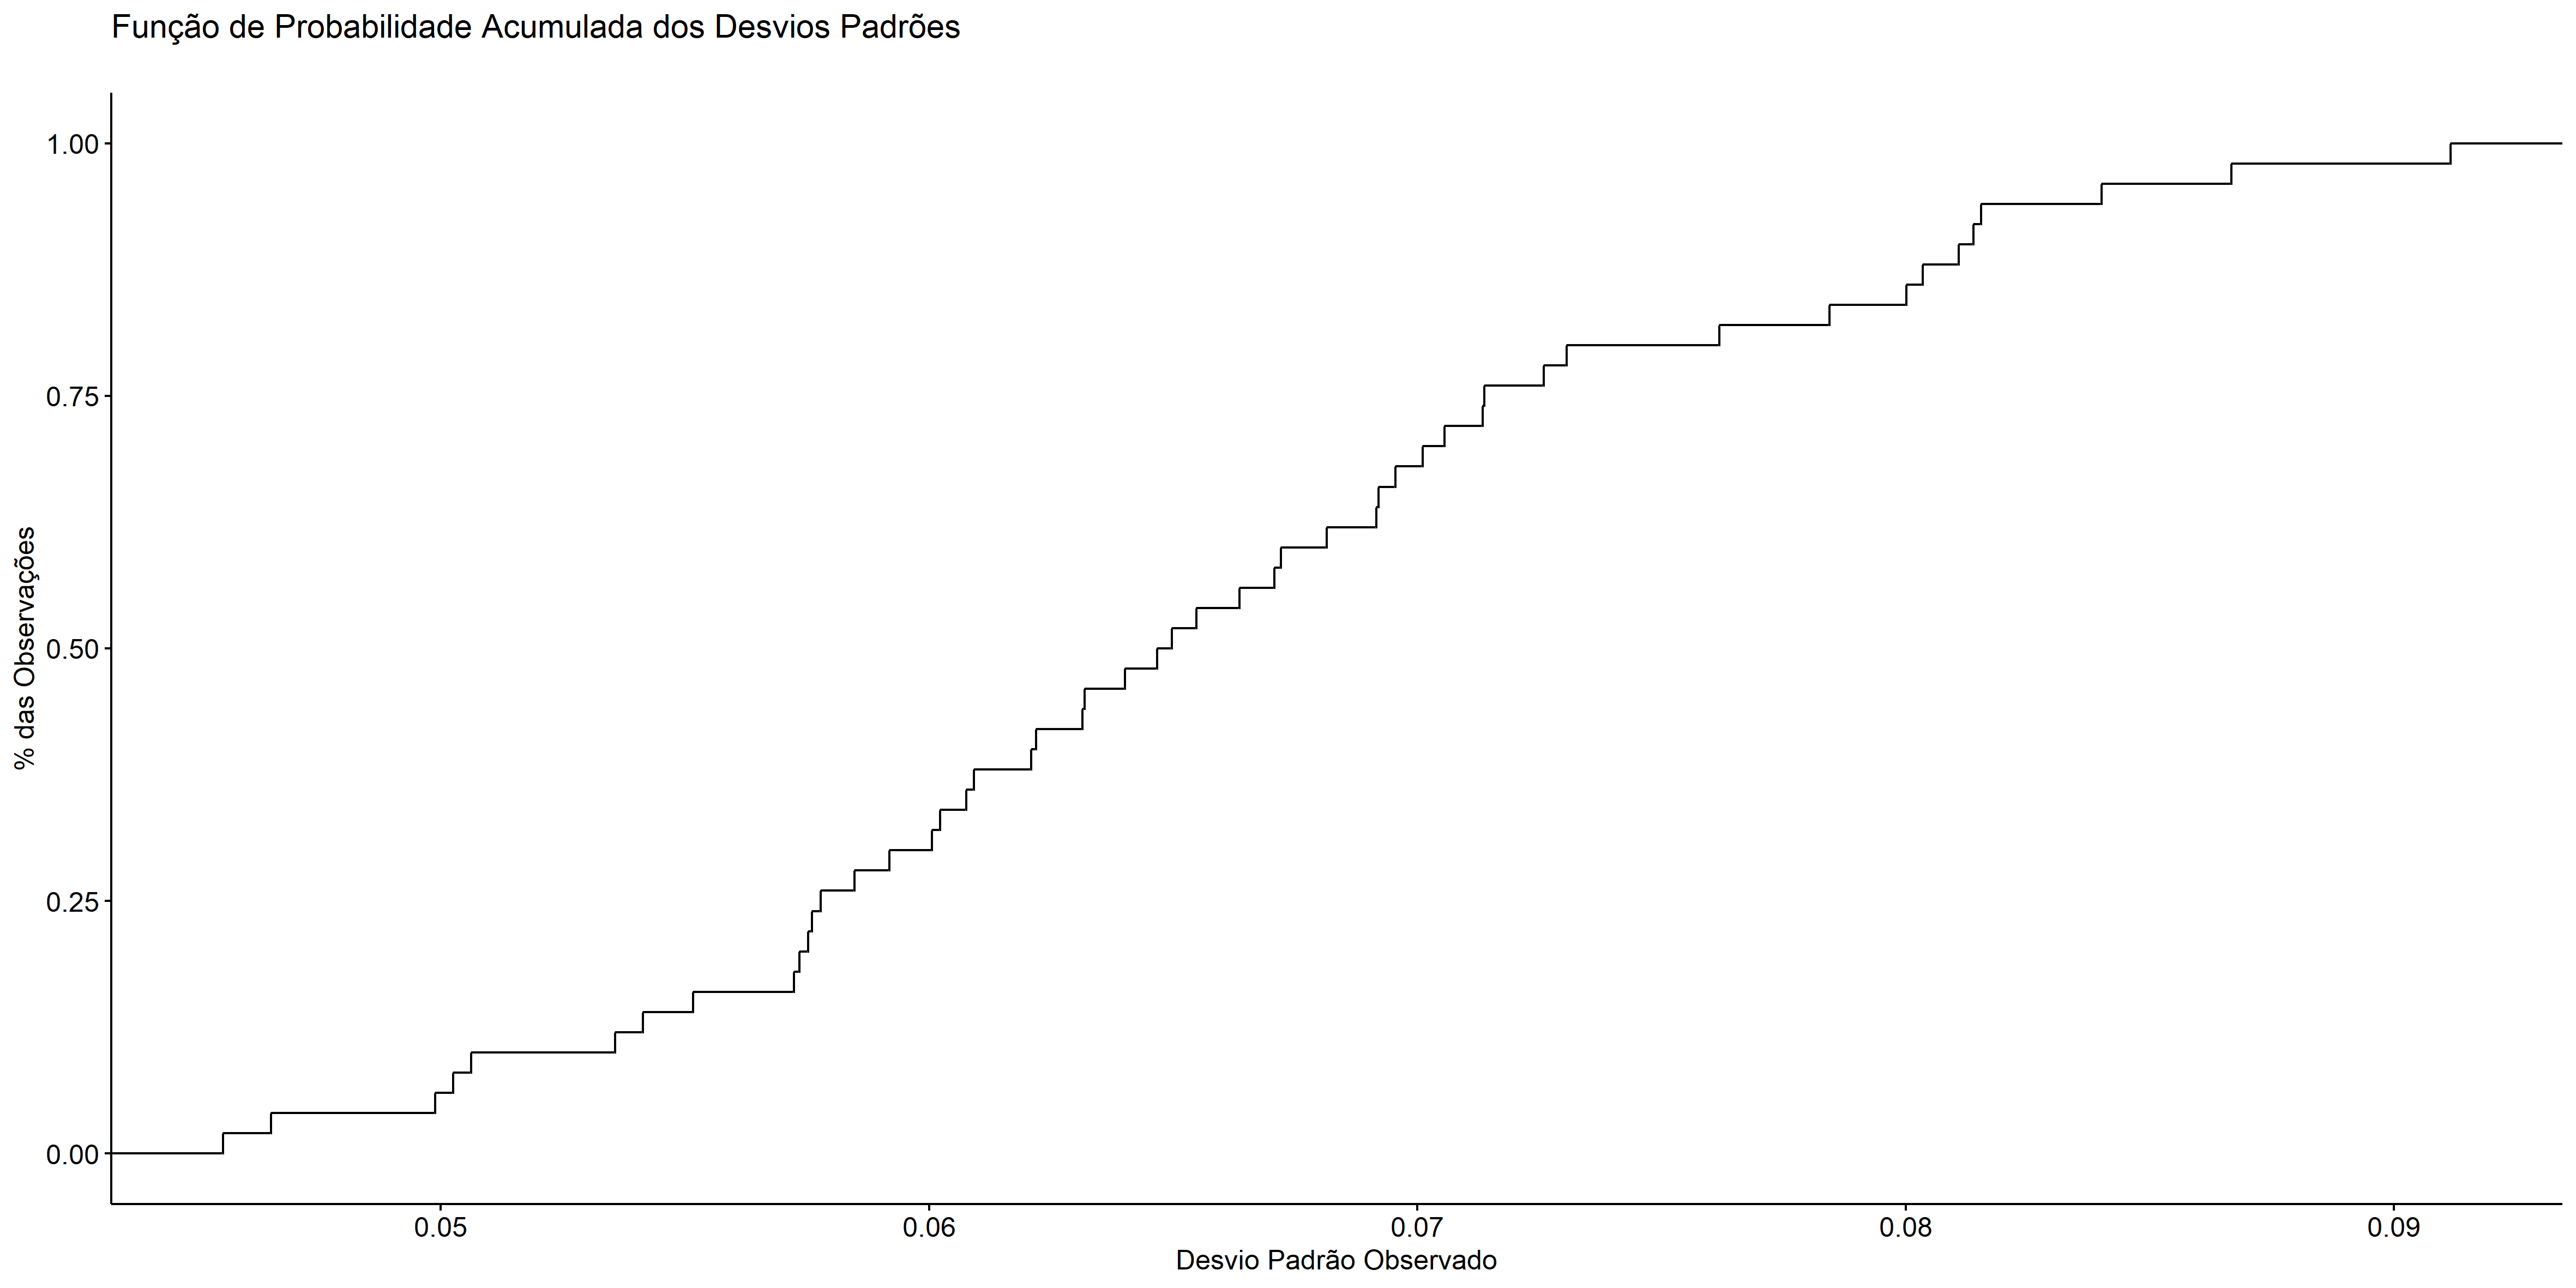 Função de Probabilidade Acumulada dos Desvios Padrões
1.00
0.75
0.50
0.25
0.00
% das Observações
0.05 0.06 0.07 0.08 0.09
Desvio Padrão Observado